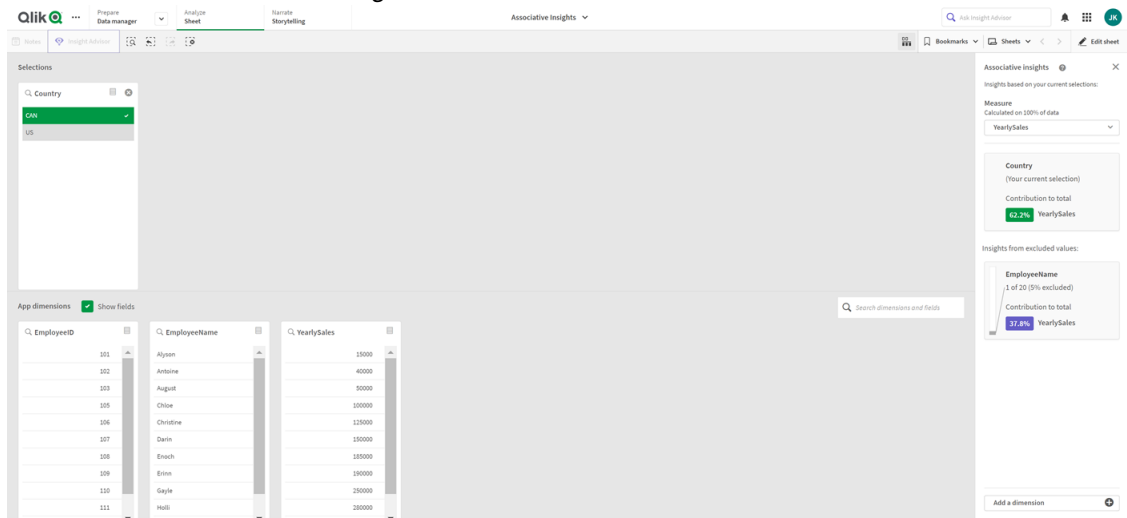 Qlik
Prepare
Data manager
Analyze
Sheet
Narrate
Storytelling
Associative Insights
Ask Insight Advisor
JK
Notes
Insight Advisor
Bookmarks
Sheets
Edit sheet
Selections
Country
CAN
US
Associative insights
Insights based on your current selections:
Measure
Calculated on 100% of data
YearlySales
Country
(Your current selection)
Contribution to total
62.2% YearlySales
Insights from excluded values:
EmployeeName
1 of 20 (5% excluded)
Contribution to total
37.8% YearlySales
Add a dimension
App dimensions
Show fields
Search dimensions and fields
EmployeeID
101
102
103
105
106
107
108
109
110
111
EmployeeName
Alyson
Antoine
August
Chloe
Christine
Darin
Enoch
Erinn
Gayle
Holli
YearlySales
15000
40000
50000
100000
125000
150000
185000
190000
250000
280000